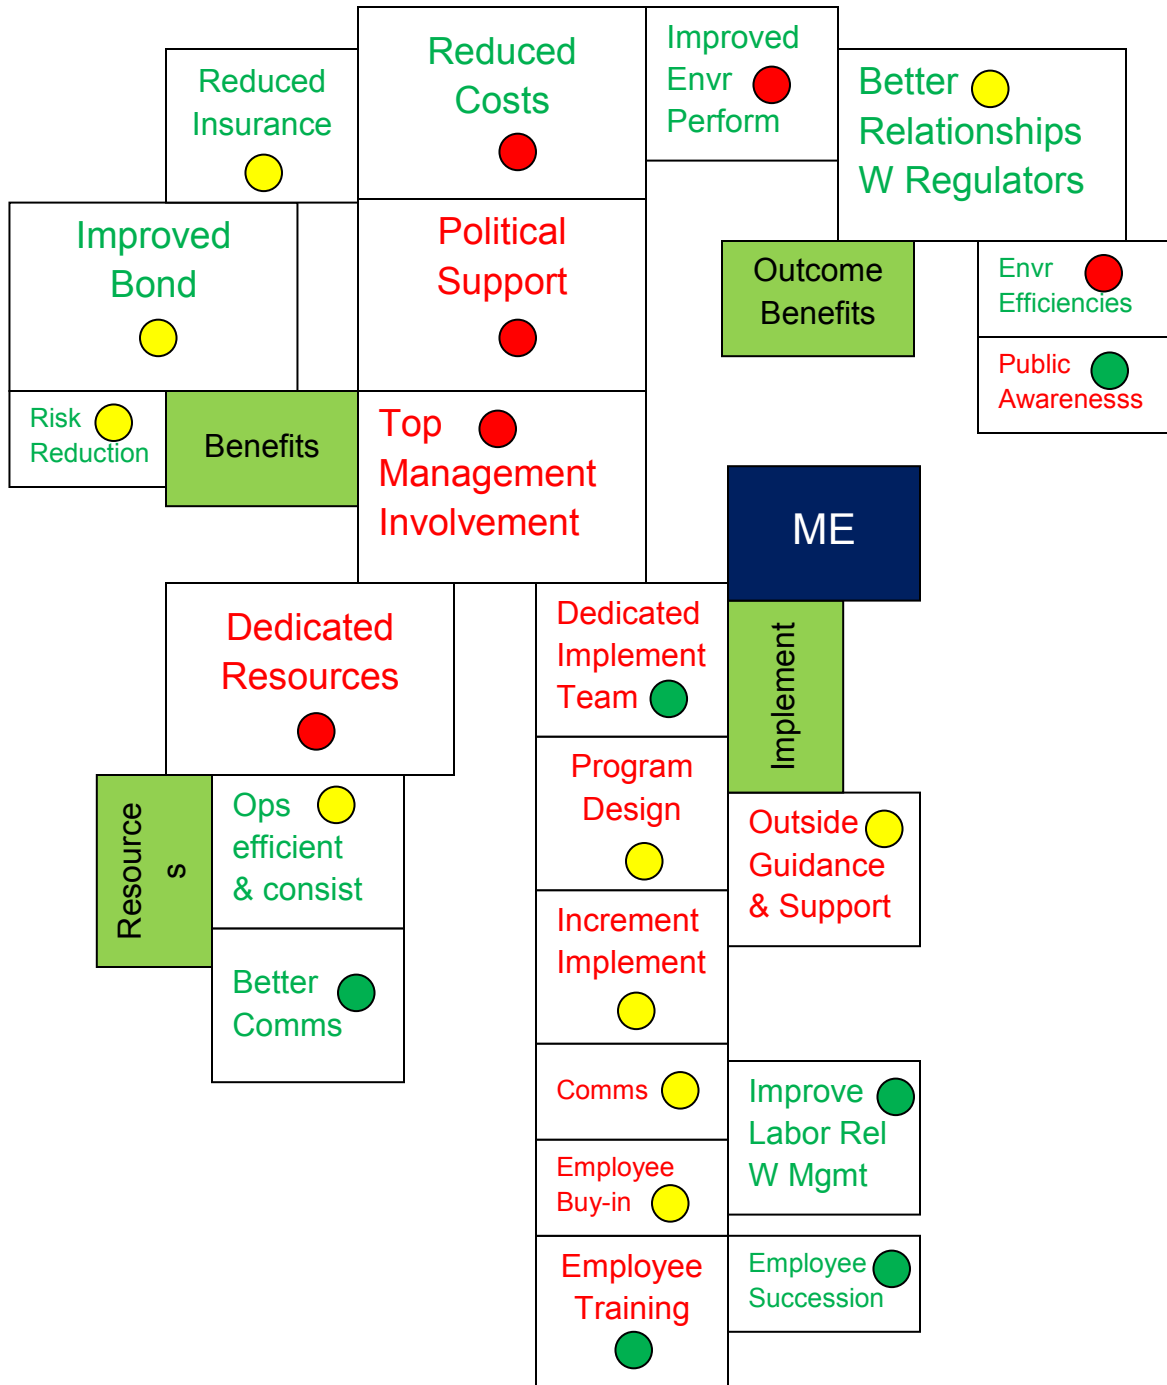 Reduced
Insurance
Reduced
Costs
Improved
Envr
Perform
Better
Relationships
W Regulators
Improved
Bond
Political
Support
Outcome
Benefits
Envr
Efficiencies
Public
Awarenesss
Risk
Reduction
Benefits
Top
Management
Involvement
ME
Dedicated
Resources
Dedicated
Implement
Team
Implement
Resource
s
Ops
efficient
& consist
Program
Design
Outside
Guidance
& Support
Increment
Implement
Better
Comms
Comms
Improve
Labor Rel
W Mgmt
Employee
Buy-in
Employee
Training
Employee
Succession